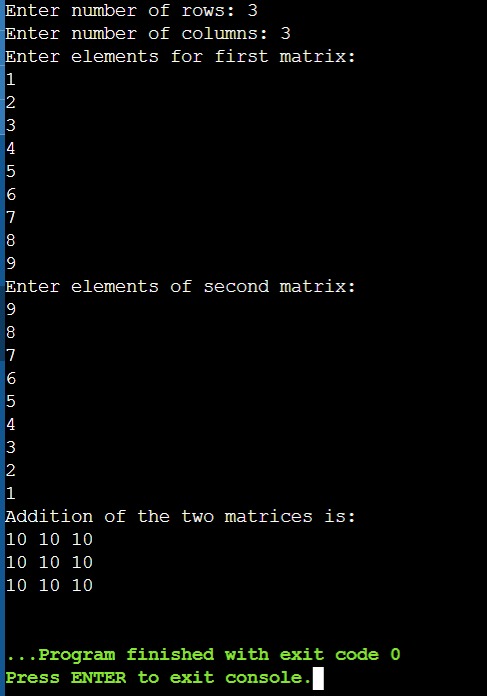 Enter number of rows: 3
Enter number of columns: 3
Enter elements for first matrix:
1
2
3
4
5
6
7
8
9
Enter elements of second matrix:
9
8
7
6
5
4
3
2
1
Addition of the two matrices is:
10 10 10
10 10 10
10 10 10
...Program finished with exit code 0
Press ENTER to exit console.